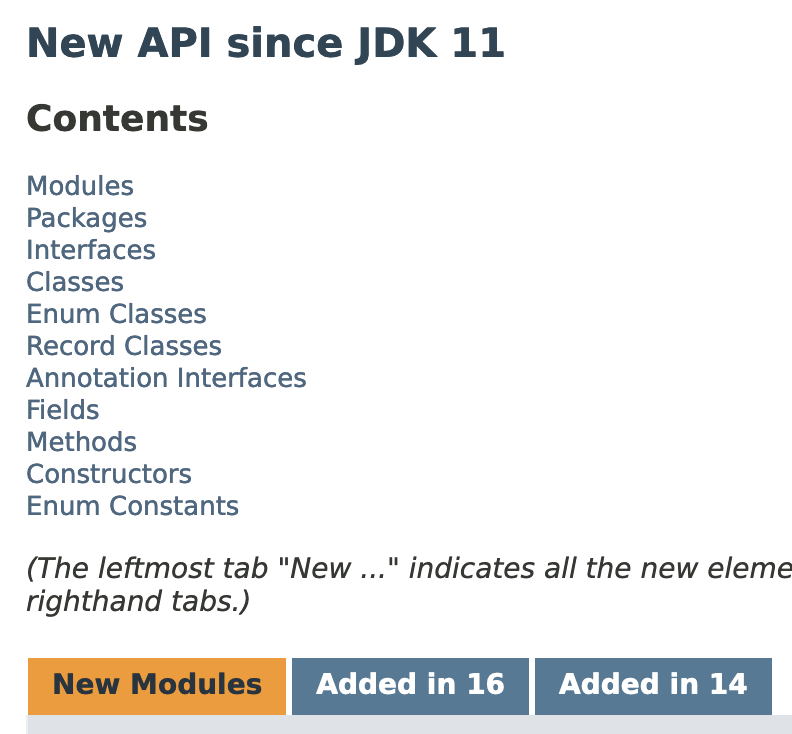 New API since JDK 11
Contents
Modules
Packages
Interfaces
Classes
Enum Classes
Record Classes
Annotation Interfaces
Fields
Methods
Constructors
Enum Constants
(The leftmost tab "New ..." indicates all the new eleme
righthand tabs.)
New Modules Added in 16 Added in 14